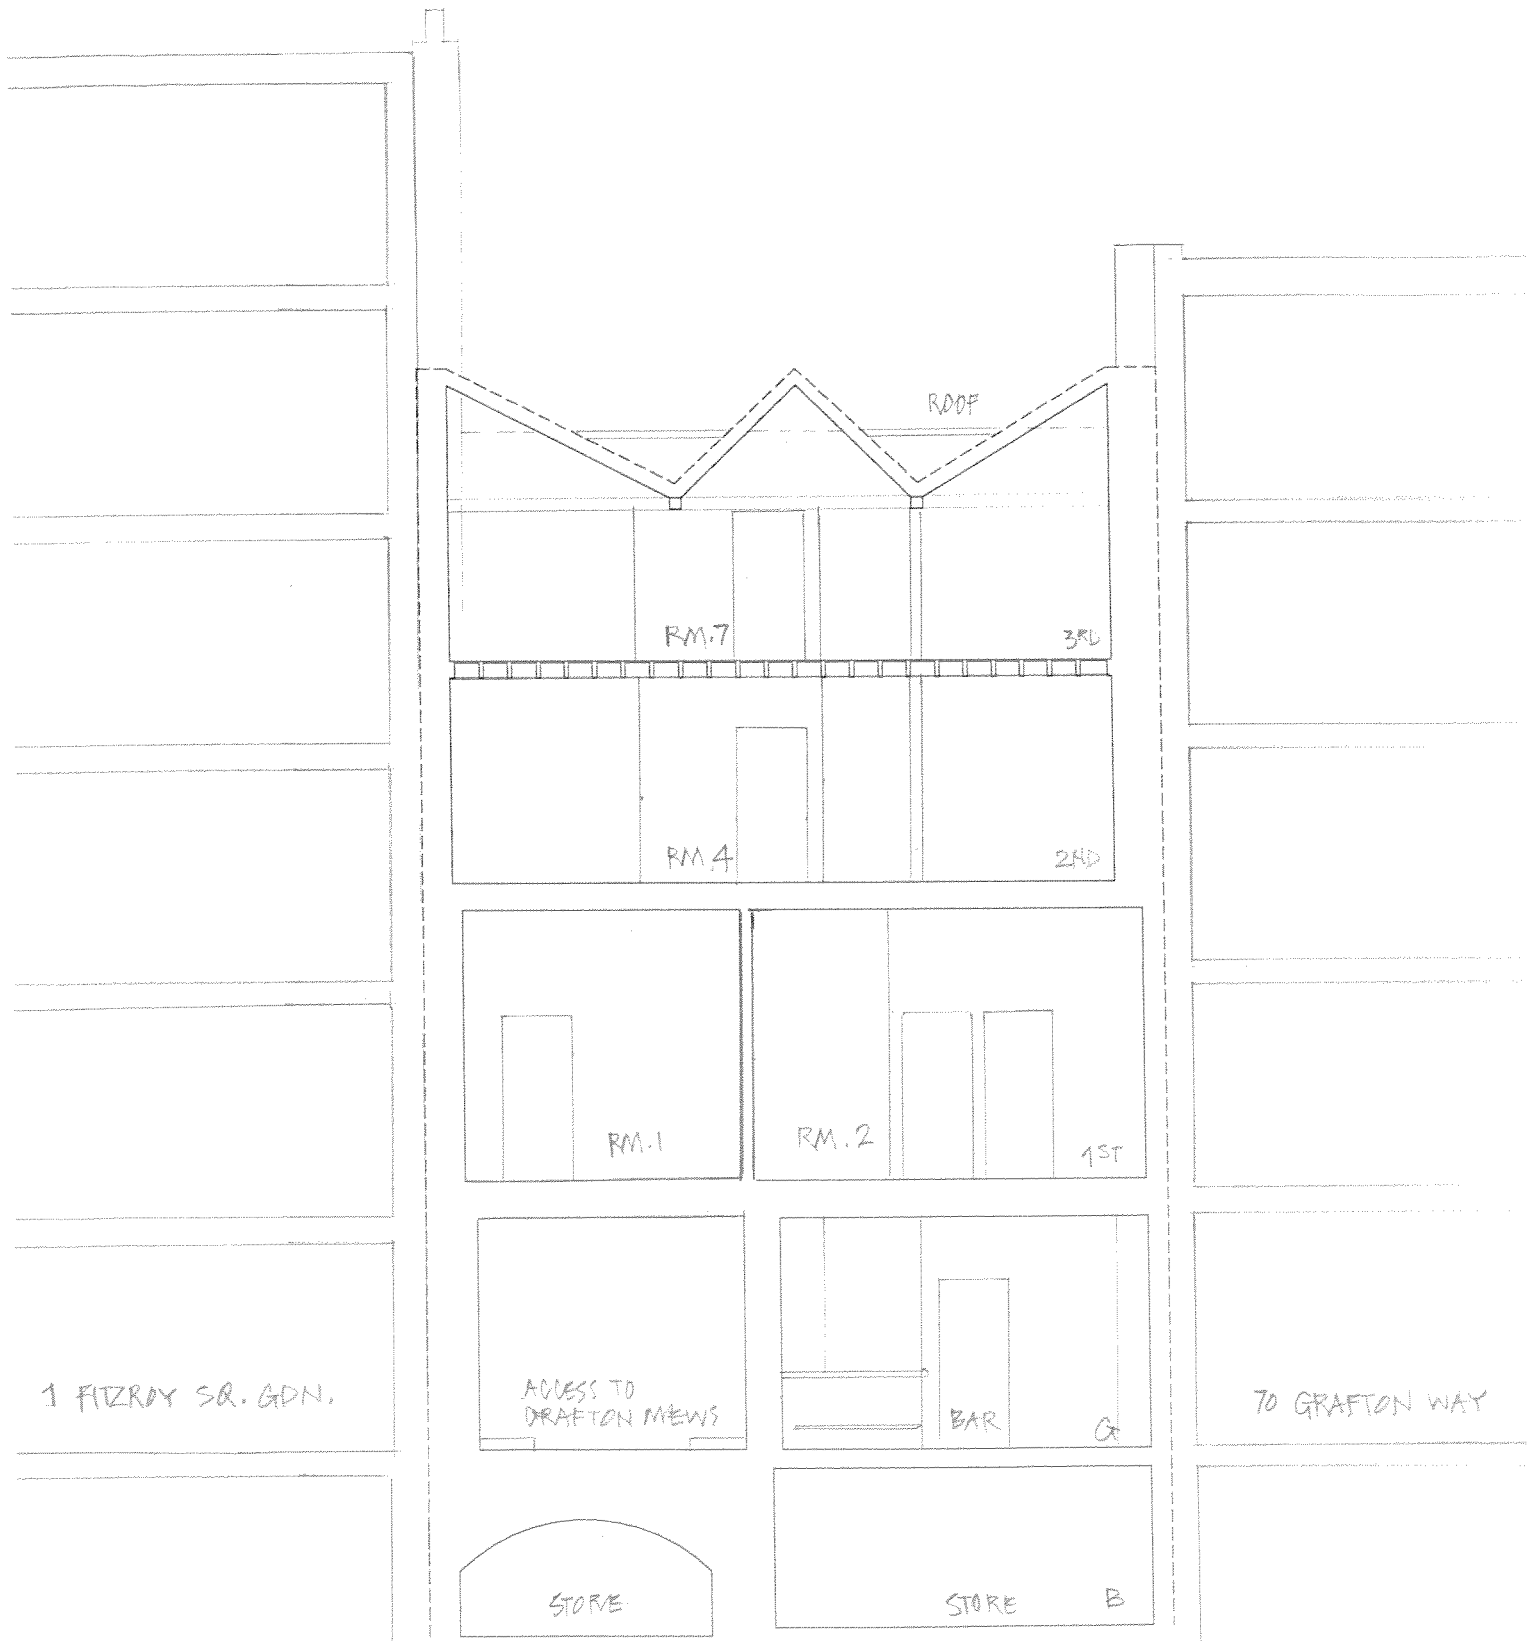 ROOF
RM.7
3RD
RM.4
2ND
RM.1
RM.2
1ST
1 FITZROY SQ. GDN.
ACCESS TO
GRAFTON MEWS
BAR
G
70 GRAFTON WAY
STORE
STORE
B